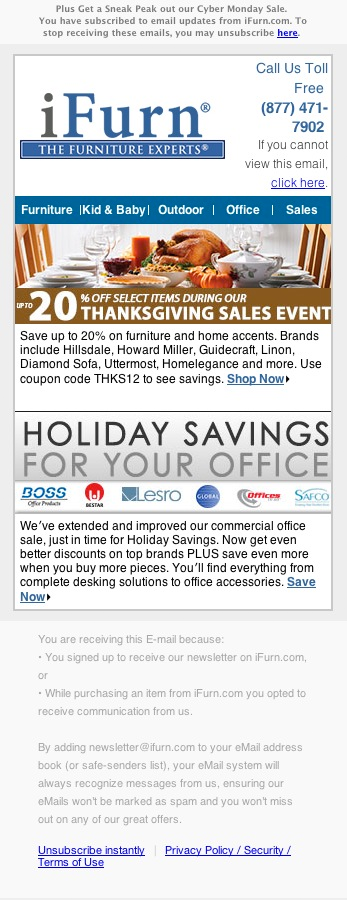 Plus Get a Sneak Peak out our Cyber Monday Sale.
You have subscribed to email updates from iFurn.com. To
stop receiving these emails, you may unsubscribe here.
iFurn®
THE FURNITURE EXPERTS®
Call Us Toll
Free
(877) 471-
7902
If you cannot
view this email,
click here.
Furniture | Kid & Baby | Outdoor | Office | Sales
UP TO 20% OFF SELECT ITEMS DURING OUR
THANKSGIVING SALES EVENT
Save up to 20% on furniture and home accents. Brands
include Hillsdale, Howard Miller, Guidecraft, Linon,
Diamond Sofa, Uttermost, Homelegance and more. Use
coupon code THKS12 to see savings. Shop Now
HOLIDAY SAVINGS
FOR YOUR OFFICE
BOSS Office Products BESTAR Lesro GLOBAL Offices to go SAFCO
We've extended and improved our commercial office
sale, just in time for Holiday Savings. Now get even
better discounts on top brands PLUS save even more
when you buy more pieces. You'll find everything from
complete desking solutions to office accessories. Save
Now
You are receiving this E-mail because:
• You signed up to receive our newsletter on iFurn.com,
or
• While purchasing an item from iFurn.com you opted to
receive communication from us.
By adding newsletter@ifurn.com to your eMail address
book (or safe-senders list), your eMail system will
always recognize messages from us, ensuring our
eMails won't be marked as spam and you won't miss
out on any of our great offers.
Unsubscribe instantly | Privacy Policy / Security /
Terms of Use